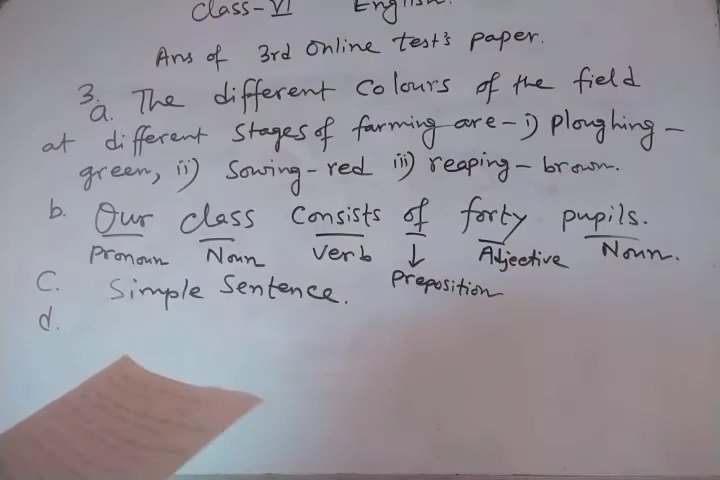 Class-VI English.
Ans of 3rd online test's paper.
3.
a. The different colours of the field
at different stages of farming are - i) Ploughing -
green, ii) Sowing - red iii) reaping - brown.
b. Our class consists of forty pupils.
Pronoun Noun verb ↓ Adjective Noun.
Preposition
C. Simple Sentence.
d.